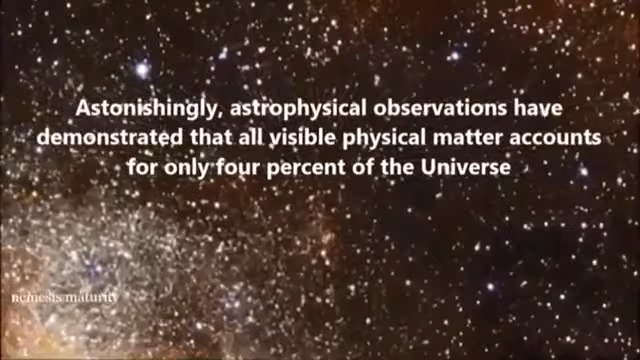 Astonishingly, astrophysical observations have
demonstrated that all visible physical matter accounts
for only four percent of the Universe
nemesis maturity